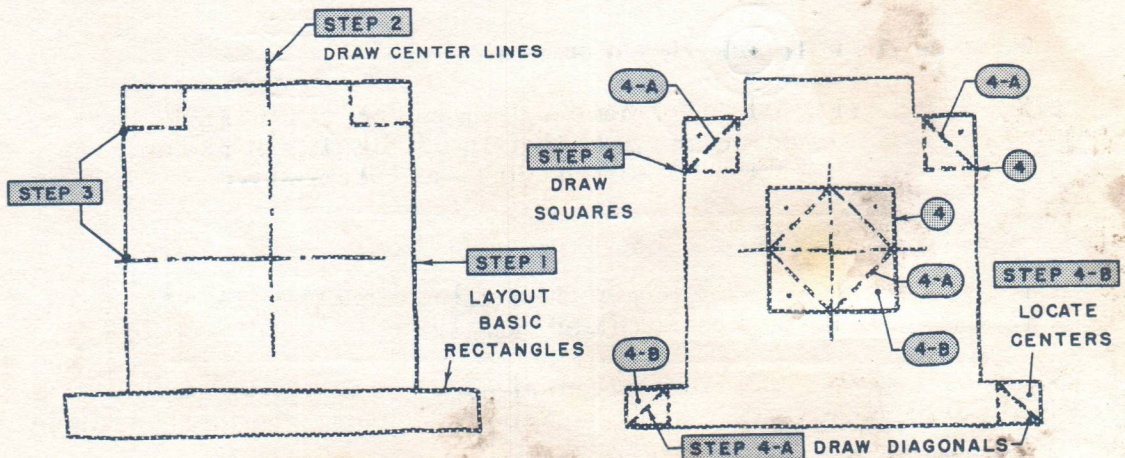 STEP 2
DRAW CENTER LINES
STEP 3
STEP 1
LAYOUT
BASIC
RECTANGLES
4-A
4-A
STEP 4
DRAW
SQUARES
4
4
4-A
4-B
STEP 4-B
LOCATE
CENTERS
4-B
STEP 4-A DRAW DIAGONALS